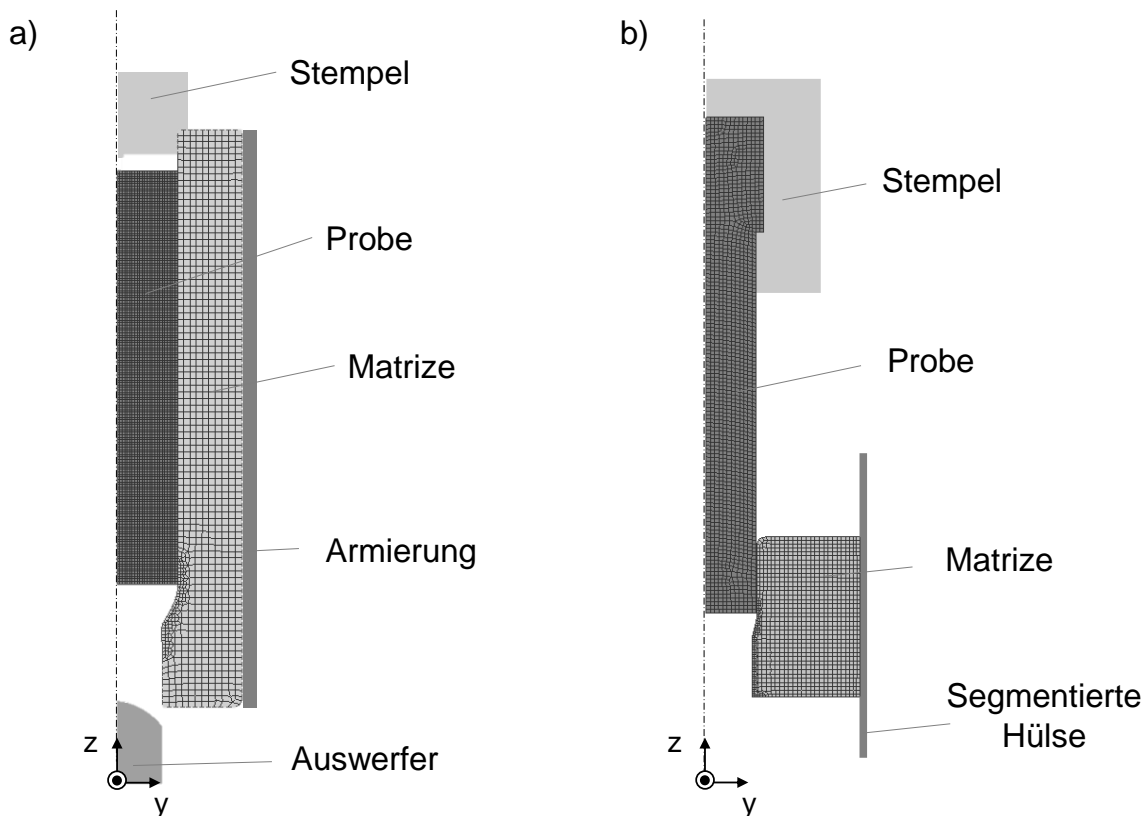 a)
Stempel
Probe
Matrize
Armierung
Auswerfer
z
y
b)
Stempel
Probe
Matrize
Segmentierte
Hülse
z
y